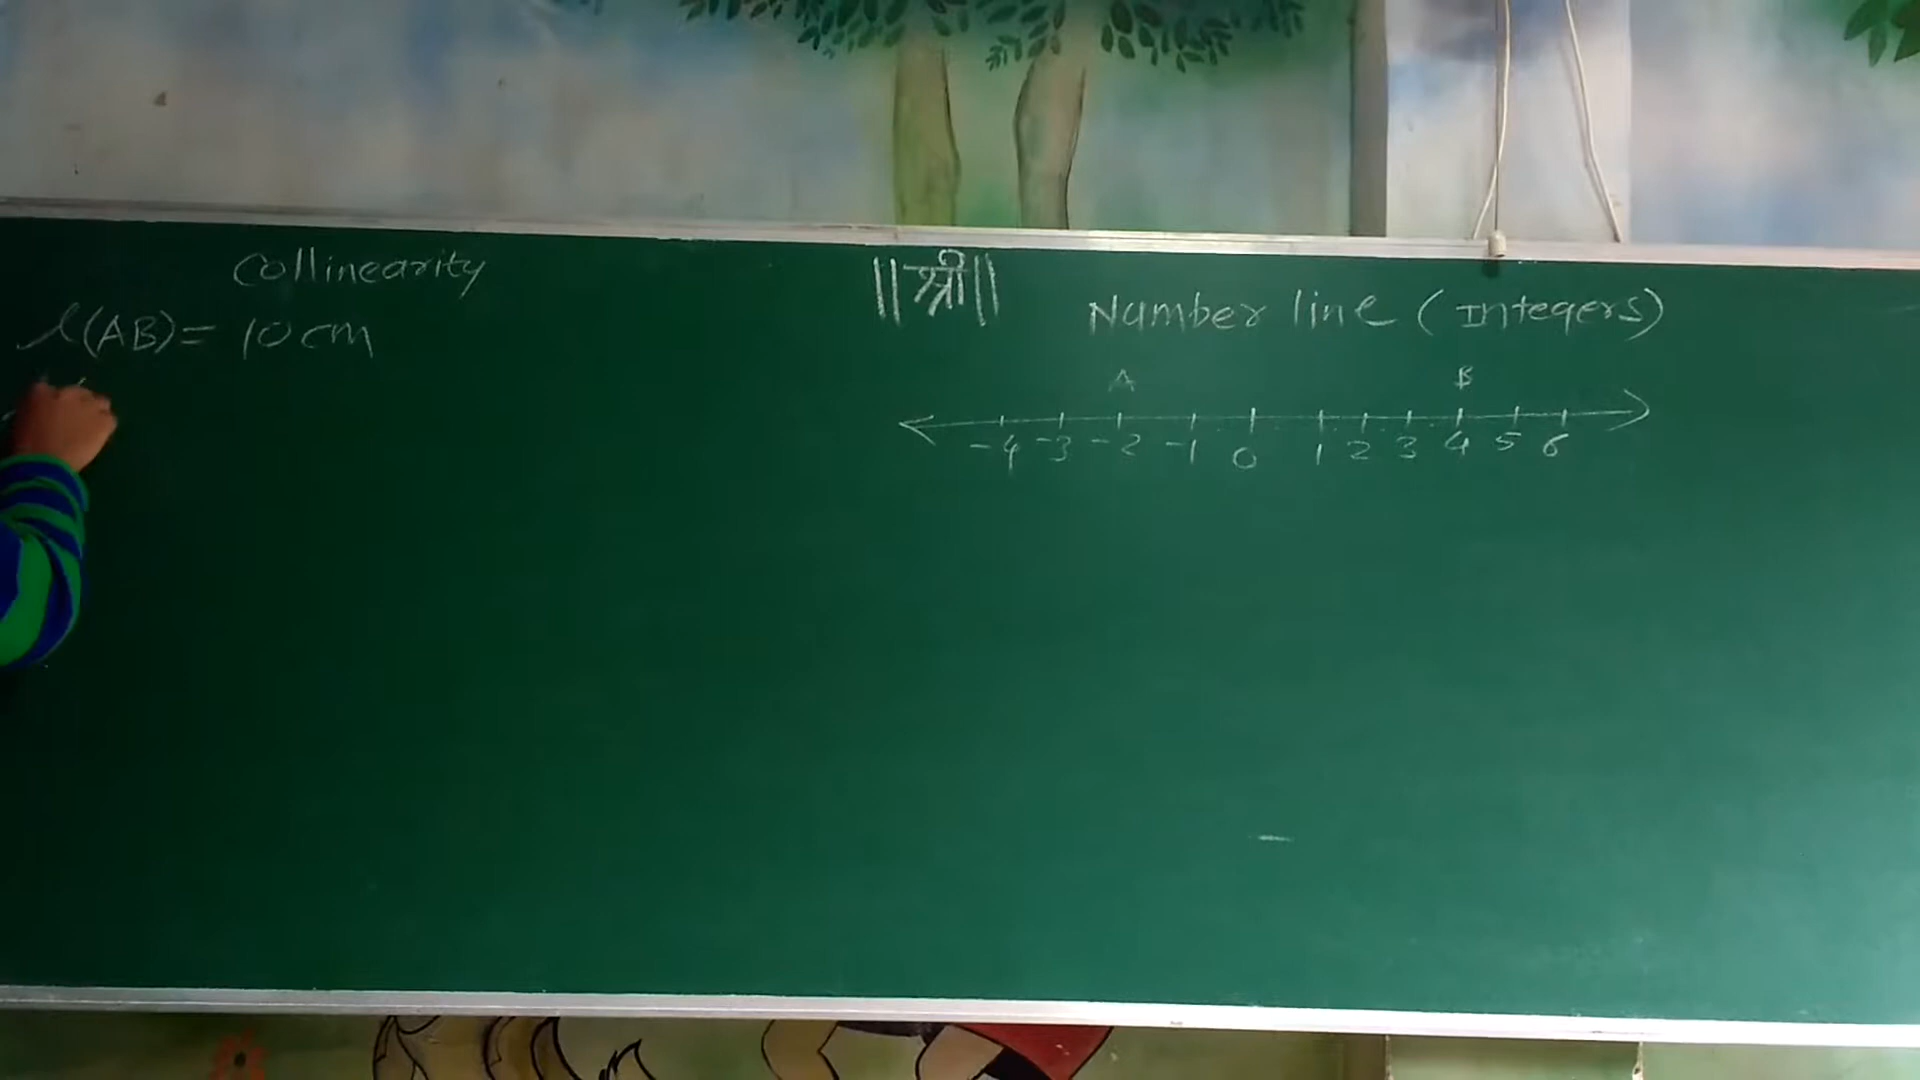 Collinearity
l(AB)= 10 cm
||श्री||
Number line (Integers)
A B
-4 -3 -2 -1 0 1 2 3 4 5 6